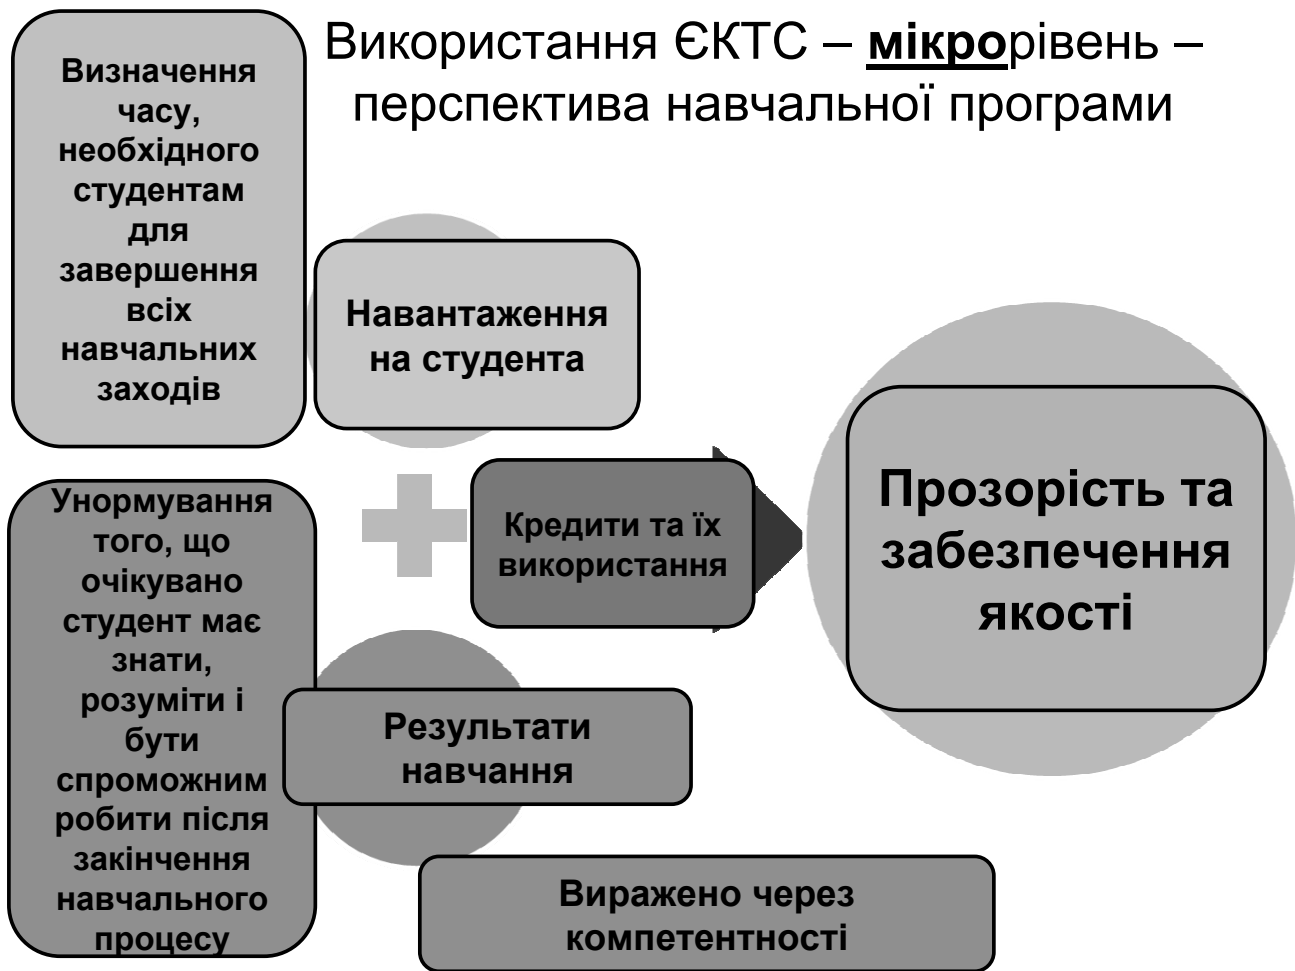 Використання ЄКТС – мікрорівень –
перспектива навчальної програми
Визначення
часу,
необхідного
студентам
для
завершення
всіх
навчальних
заходів
Навантаження
на студента
Унормування
того, що
очікувано
студент має
знати,
розуміти і
бути
спроможним
робити після
закінчення
навчального
процесу
Кредити та їх
використання
Прозорість та
забезпечення
якості
Результати
навчання
Виражено через
компетентності